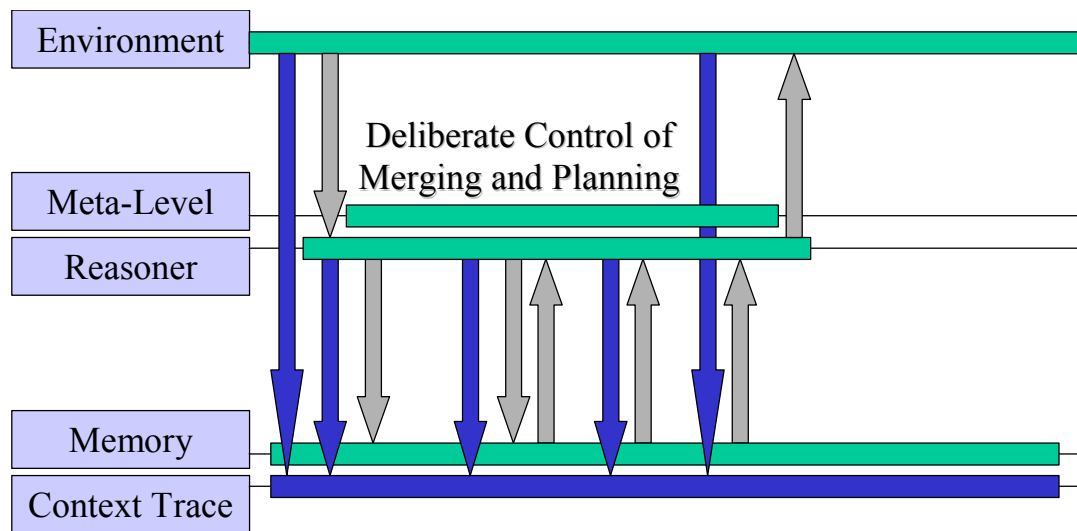 Environment
Deliberate Control of
Merging and Planning
Meta-Level
Reasoner
Memory
Context Trace